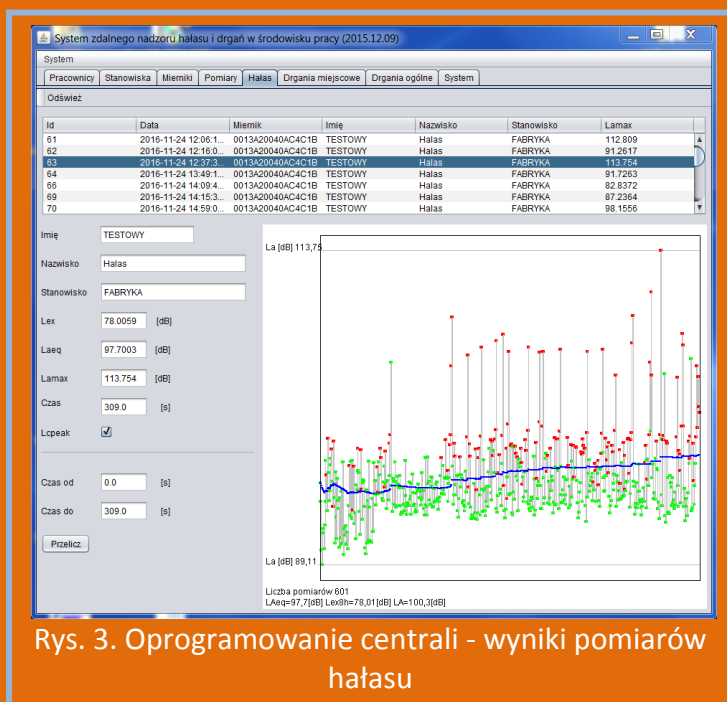 System zdalnego nadzoru hałasu i drgań w środowisku pracy (2015.12.09)
System
Pracownicy Stanowiska Mierniki Pomiary Hałas Drgania miejscowe Drgania ogólne System
Odśwież
Id Data Miernik Imię Nazwisko Stanowisko Lamax
61 2016-11-24 12:06:1... 0013A20040AC4C1B TESTOWY Halas FABRYKA 112.809
62 2016-11-24 12:16:0... 0013A20040AC4C1B TESTOWY Halas FABRYKA 91.2617
63 2016-11-24 12:37:3... 0013A20040AC4C1B TESTOWY Halas FABRYKA 113.754
64 2016-11-24 13:49:1... 0013A20040AC4C1B TESTOWY Halas FABRYKA 91.7263
66 2016-11-24 14:09:4... 0013A20040AC4C1B TESTOWY Halas FABRYKA 82.8372
69 2016-11-24 14:15:3... 0013A20040AC4C1B TESTOWY Halas FABRYKA 87.2364
70 2016-11-24 14:59:0... 0013A20040AC4C1B TESTOWY Halas FABRYKA 98.1556
Imię TESTOWY
Nazwisko Halas
Stanowisko FABRYKA
Lex 78.0059 [dB]
Laeq 97.7003 [dB]
Lamax 113.754 [dB]
Czas 309.0 [s]
Lcpeak
Czas od 0.0 [s]
Czas do 309.0 [s]
Przelicz
La [dB] 113,75
La [dB] 89,11
Liczba pomiarów 601
LAeq=97,7[dB] Lex8h=78,01[dB] LA=100,3[dB]
Rys. 3. Oprogramowanie centrali - wyniki pomiarów
hałasu